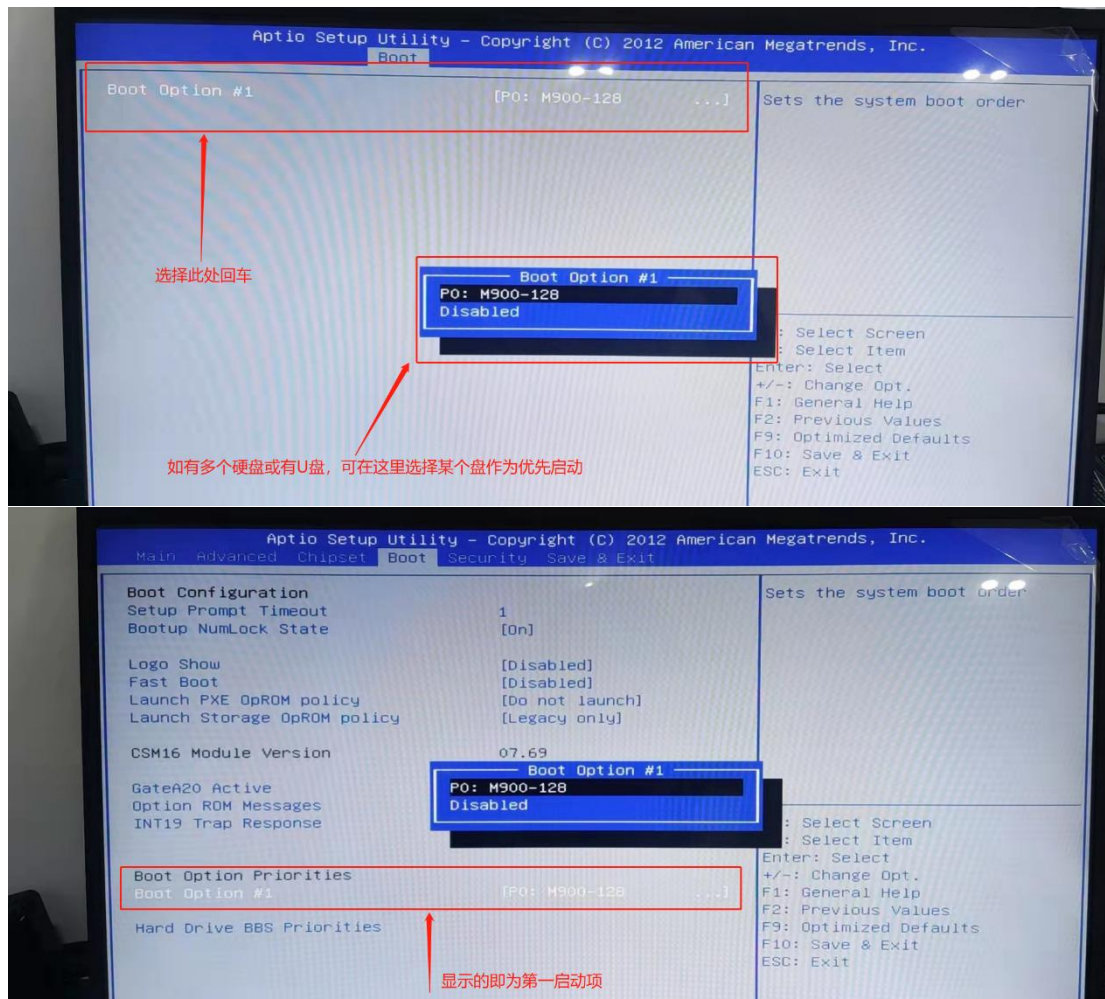 Aptio Setup Utility – Copyright (C) 2012 American Megatrends, Inc.
Boot
Boot Option #1 [P0: M900-128 ...]
Sets the system boot order
选择此处回车
Boot Option #1
P0: M900-128
Disabled
: Select Screen
: Select Item
Enter: Select
+/-: Change Opt.
F1: General Help
F2: Previous Values
F9: Optimized Defaults
F10: Save & Exit
ESC: Exit
如有多个硬盘或有U盘，可在这里选择某个盘作为优先启动
Aptio Setup Utility – Copyright (C) 2012 American Megatrends, Inc.
Main Advanced Chipset Boot Security Save & Exit
Boot Configuration
Setup Prompt Timeout 1
Bootup NumLock State [On]
Logo Show [Disabled]
Fast Boot [Disabled]
Launch PXE OpROM policy [Do not launch]
Launch Storage OpROM policy [Legacy only]
CSM16 Module Version 07.69
GateA20 Active
Option ROM Messages
INT19 Trap Response
Boot Option #1
P0: M900-128
Disabled
Boot Option Priorities
Boot Option #1 [P0: M900-128 ...]
Hard Drive BBS Priorities
Sets the system boot order
: Select Screen
: Select Item
Enter: Select
+/-: Change Opt.
F1: General Help
F2: Previous Values
F9: Optimized Defaults
F10: Save & Exit
ESC: Exit
显示的即为第一启动项